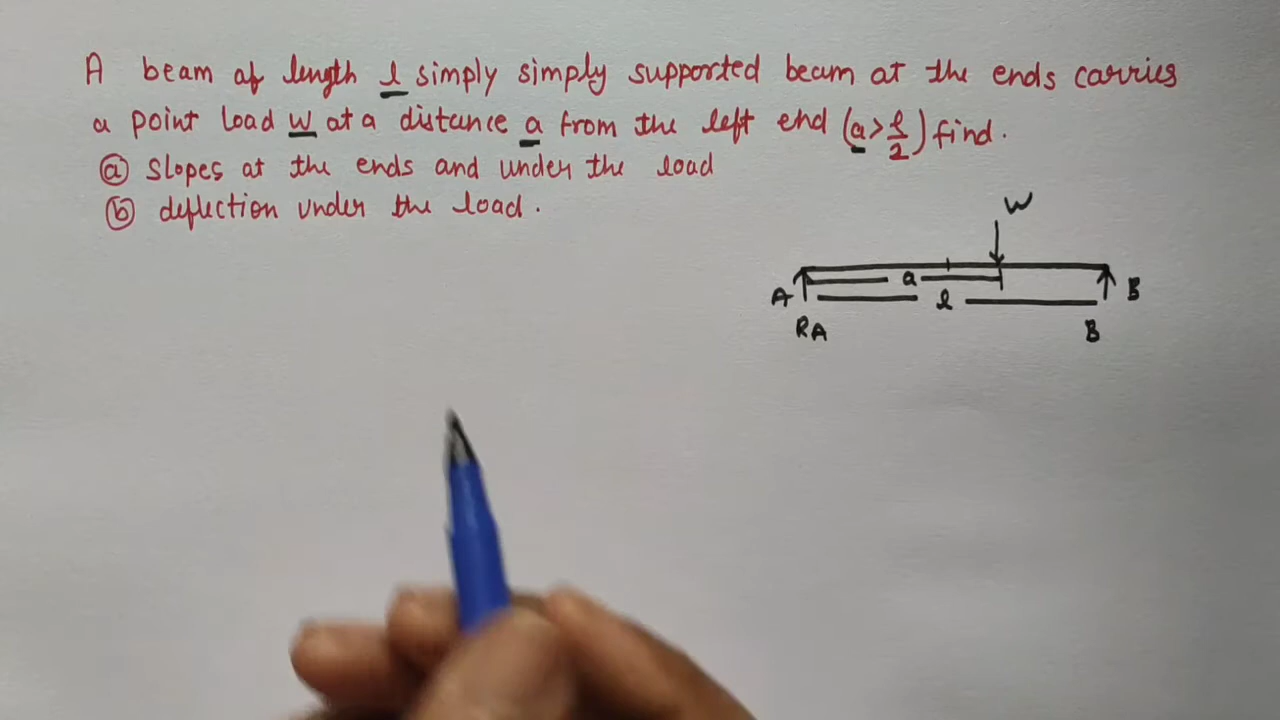 A beam of length l simply simply supported beam at the ends carries
a point load W at a distance a from the left end (a > l/2) find.
(a) slopes at the ends and under the load
(b) deflection under the load.
W
a
A l B
RA B